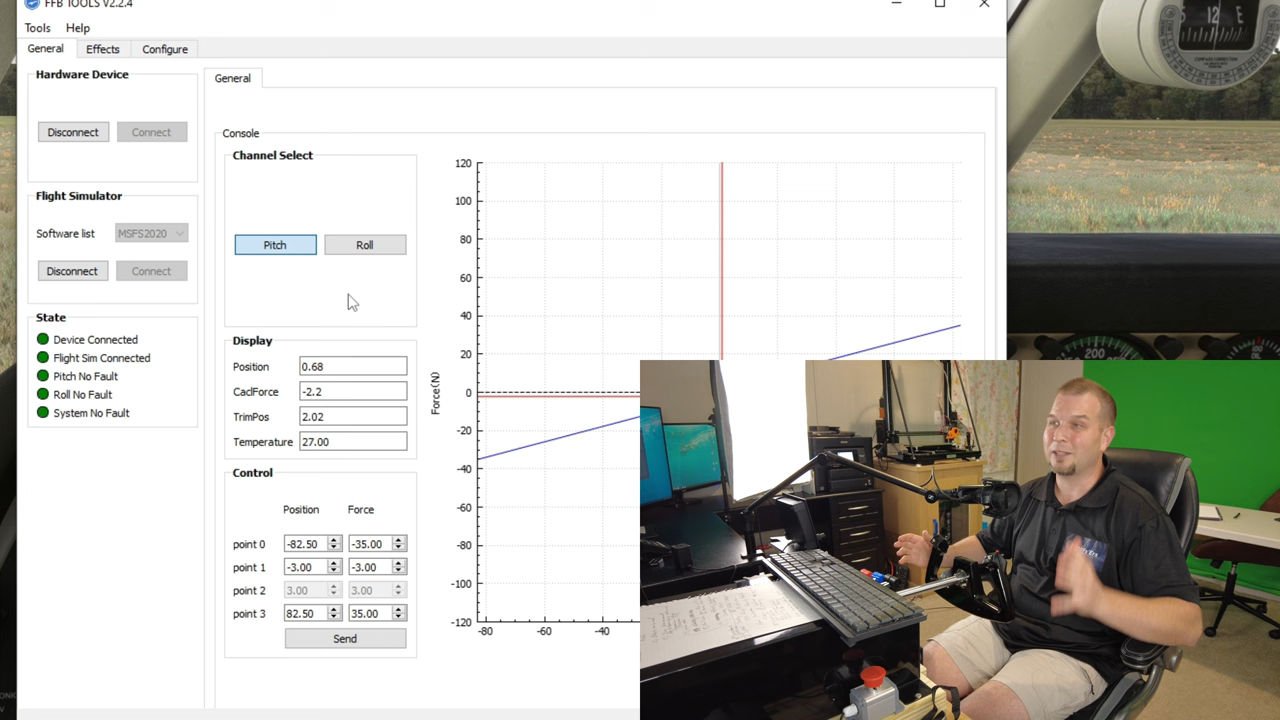 FFB TOOLS V2.2.4
Tools Help
General Effects Configure
Hardware Device
Disconnect Connect
Flight Simulator
Software list MSFS2020
Disconnect Connect
State
Device Connected
Flight Sim Connected
Pitch No Fault
Roll No Fault
System No Fault
General
Console
Channel Select
Pitch Roll
Display
Position 0.68
CaclForce -2.2
TrimPos 2.02
Temperature 27.00
Control
Position Force
point 0 -82.50 -35.00
point 1 -3.00 -3.00
point 2 3.00 3.00
point 3 82.50 35.00
Send
Force(N)
120
100
80
60
40
20
0
-20
-40
-60
-80
-100
-120
-80 -60 -40
S 12 E
200